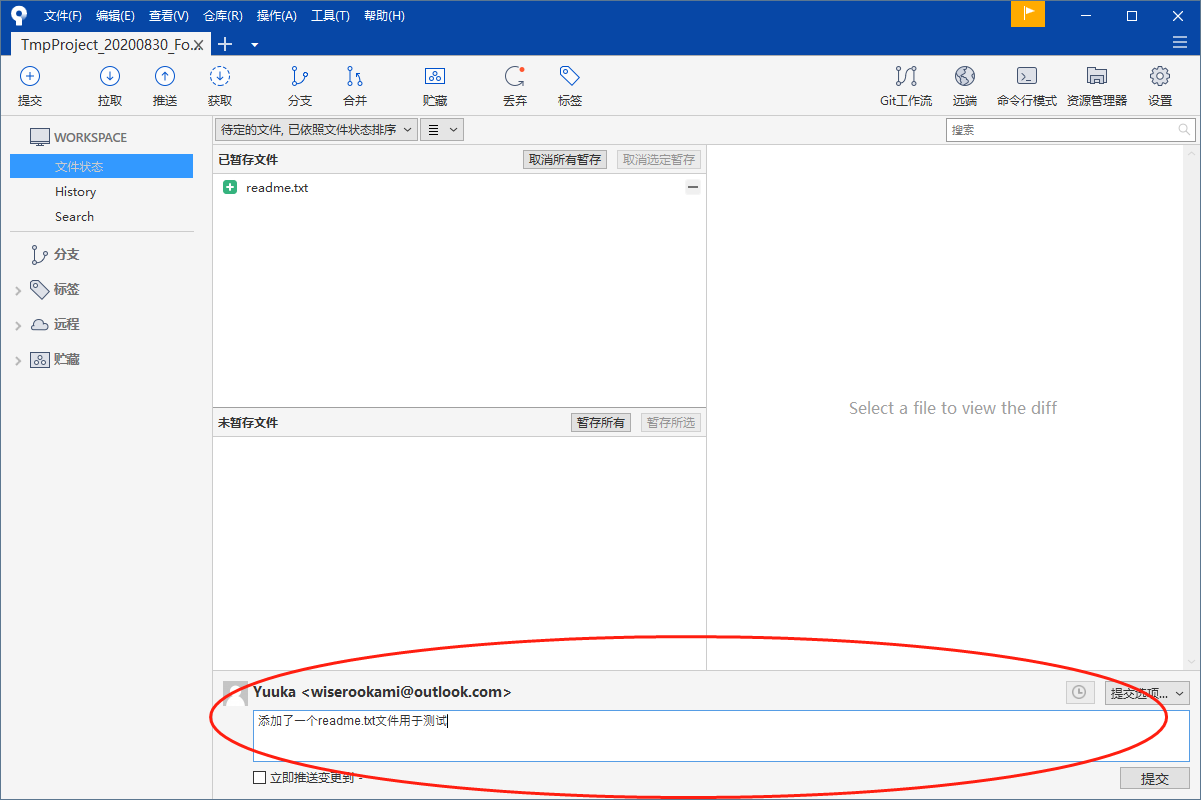 文件(F) 编辑(E) 查看(V) 仓库(R) 操作(A) 工具(T) 帮助(H)
TmpProject_20200830_Fo.
提交 拉取 推送 获取 分支 合并 贮藏 丢弃 标签 Git工作流 远端 命令行模式 资源管理器 设置
WORKSPACE
文件状态
History
Search
分支
标签
远程
贮藏
待定的文件, 已依照文件状态排序
搜索
已暂存文件 取消所有暂存 取消选定暂存
readme.txt
未暂存文件 暂存所有 暂存所选
Select a file to view the diff
Yuuka <wiserookami@outlook.com>
提交选项...
添加了一个readme.txt文件用于测试
立即推送变更到 -
提交